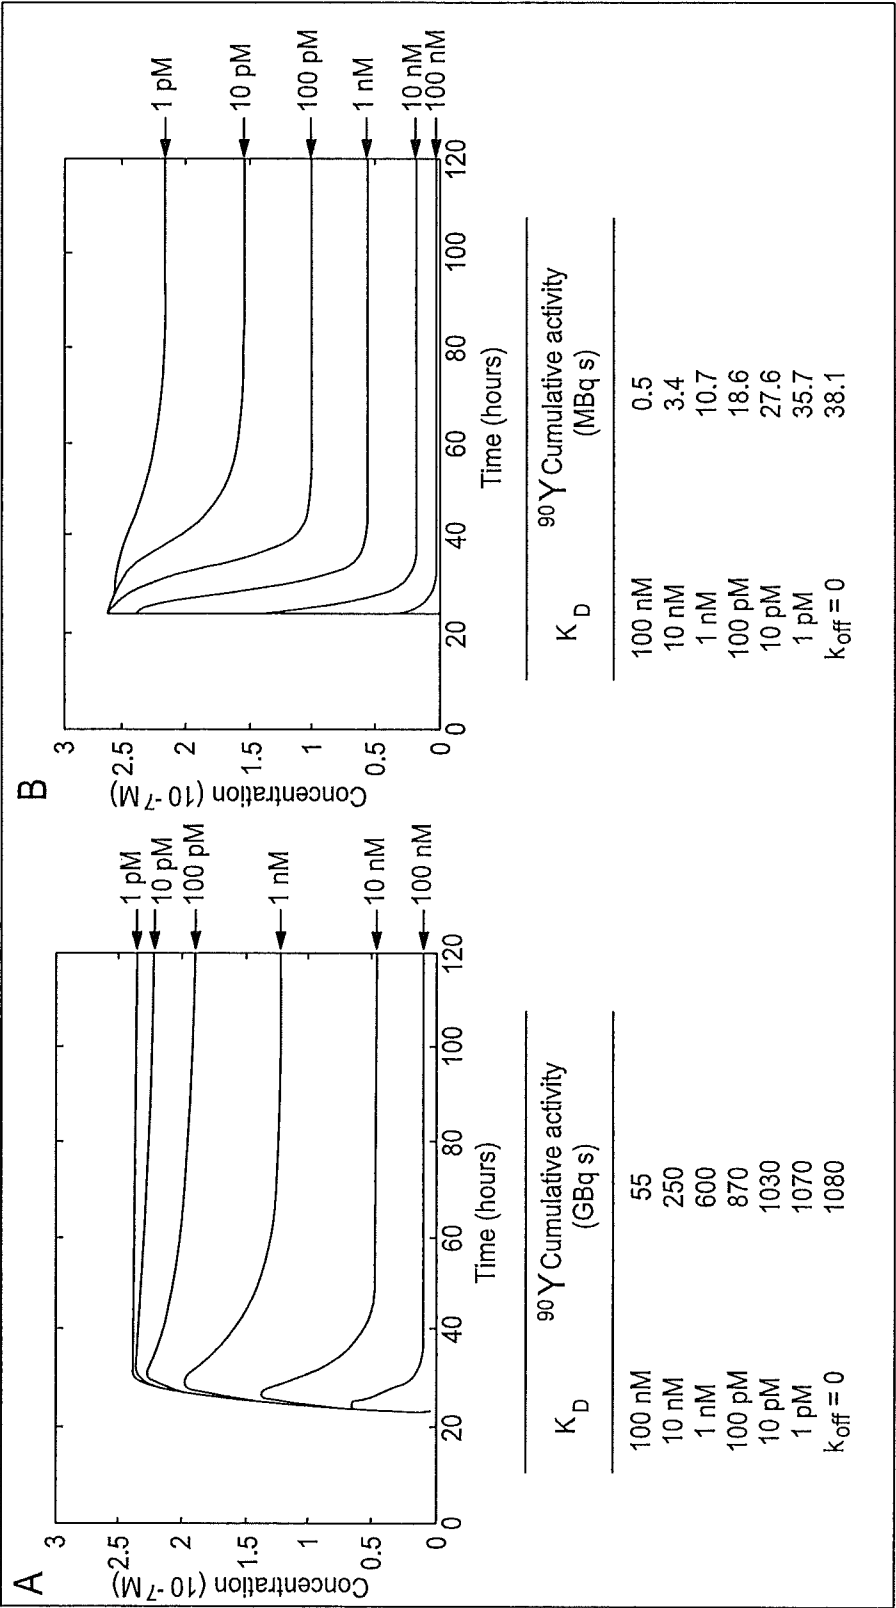 A
Concentration (10⁻⁷ M)
3
2.5
2
1.5
1
0.5
0
0 20 40 60 80 100 120
Time (hours)
1 pM
10 pM
100 pM
1 nM
10 nM
100 nM
K_D ⁹⁰Y Cumulative activity
(GBq s)
100 nM 55
10 nM 250
1 nM 600
100 pM 870
10 pM 1030
1 pM 1070
k_off = 0 1080
B
Concentration (10⁻⁷ M)
3
2.5
2
1.5
1
0.5
0
0 20 40 60 80 100 120
Time (hours)
1 pM
10 pM
100 pM
1 nM
10 nM
100 nM
K_D ⁹⁰Y Cumulative activity
(MBq s)
100 nM 0.5
10 nM 3.4
1 nM 10.7
100 pM 18.6
10 pM 27.6
1 pM 35.7
k_off = 0 38.1